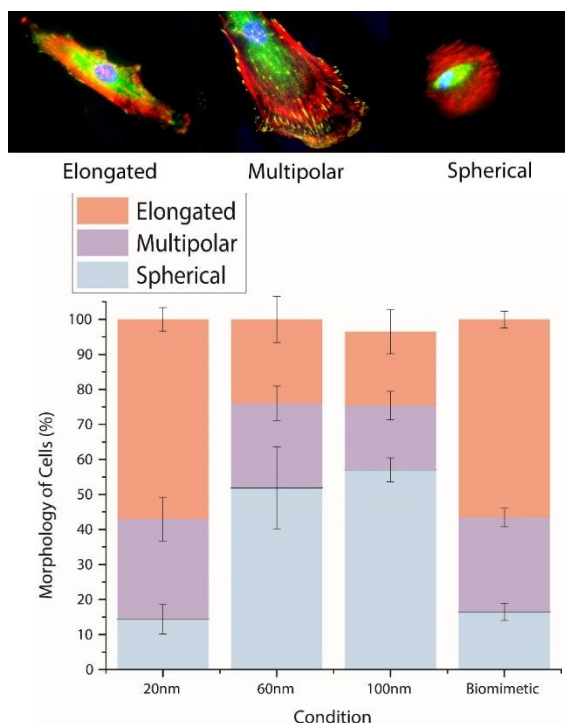 Elongated Multipolar Spherical
Elongated
Multipolar
Spherical
Morphology of Cells (%)
100
90
80
70
60
50
40
30
20
10
0
20nm 60nm 100nm Biomimetic
Condition